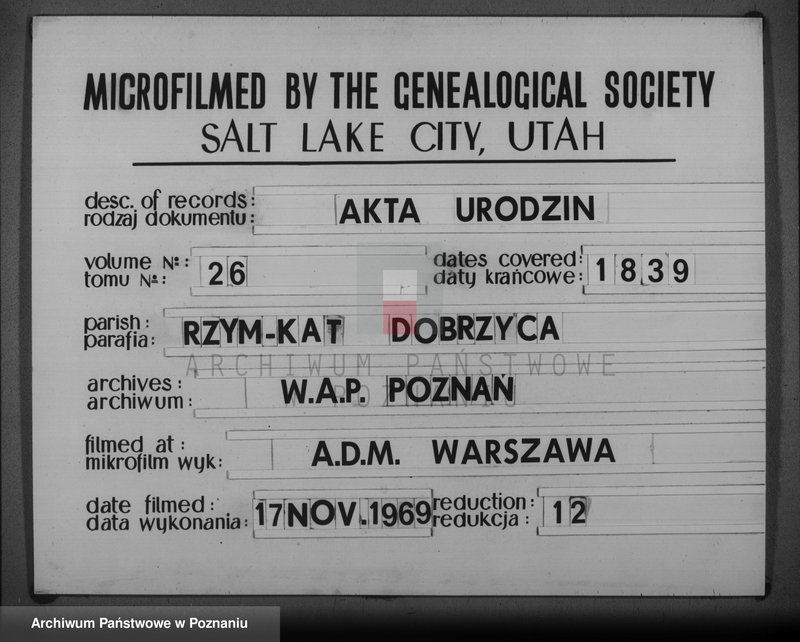 MICROFILMED BY THE GENEALOGICAL SOCIETY
SALT LAKE CITY, UTAH
desc. of records:
rodzaj dokumentu:
AKTA URODZIN
volume №:
tomu №:
26
dates covered:
daty krańcowe:
1839
parish:
parafia:
RZYM-KAT DOBRZYCA
ARCHIWUM PAŃSTWOWE
W POZNANIU
archives:
archiwum:
W.A.P. POZNAŃ
filmed at:
mikrofilm wyk:
A.D.M. WARSZAWA
date filmed:
data wykonania:
17 NOV. 1969
reduction:
redukcja:
12
Archiwum Państwowe w Poznaniu